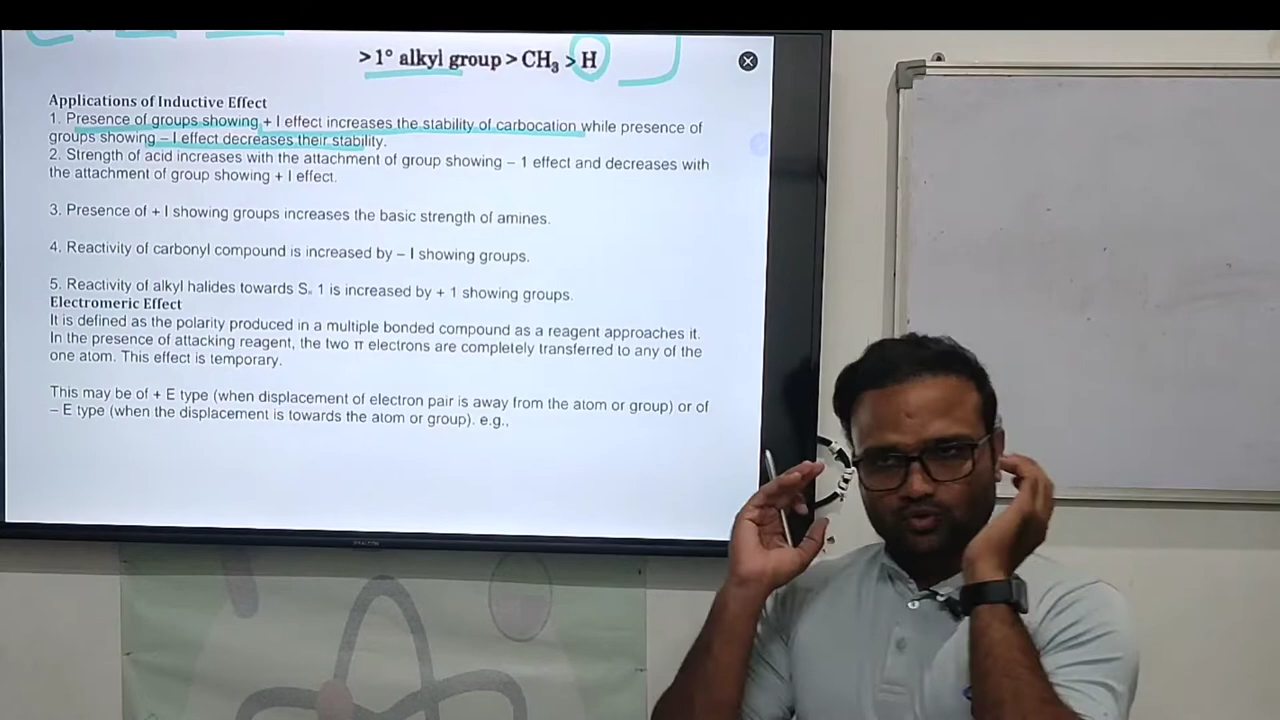 > 1° alkyl group > CH₃ > H
Applications of Inductive Effect
1. Presence of groups showing + I effect increases the stability of carbocation while presence of
groups showing – I effect decreases their stability.
2. Strength of acid increases with the attachment of group showing – 1 effect and decreases with
the attachment of group showing + I effect.
3. Presence of + I showing groups increases the basic strength of amines.
4. Reactivity of carbonyl compound is increased by – I showing groups.
5. Reactivity of alkyl halides towards Sₙ 1 is increased by + 1 showing groups.
Electromeric Effect
It is defined as the polarity produced in a multiple bonded compound as a reagent approaches it.
In the presence of attacking reagent, the two π electrons are completely transferred to any of the
one atom. This effect is temporary.
This may be of + E type (when displacement of electron pair is away from the atom or group) or of
– E type (when the displacement is towards the atom or group). e.g.,